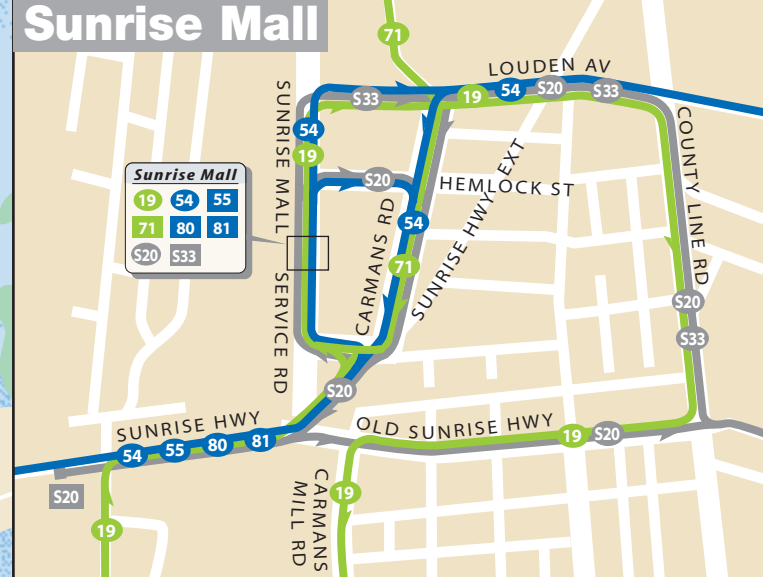 Sunrise Mall
71
LOUDEN AV
S33
19
54
S20
S33
SUNRISE MALL SERVICE RD
54
19
COUNTY LINE RD
SUNRISE HWY EXT
Sunrise Mall
19 54 55
71 80 81
S20 S33
S20
HEMLOCK ST
CARMANS RD
54
71
S20
S33
S20
SUNRISE HWY
OLD SUNRISE HWY
54
55
80
81
19
S20
S20
19
CARMANS
MILL RD
19